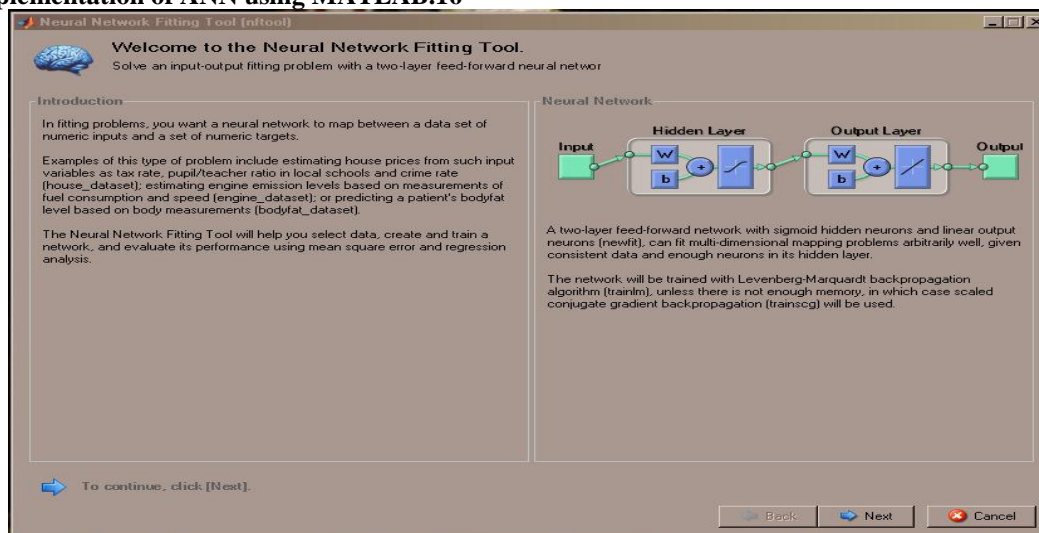 Implementation of ANN using MATLAB.16
Neural Network Fitting Tool (nftool)
Welcome to the Neural Network Fitting Tool.
Solve an input-output fitting problem with a two-layer feed-forward neural networ
Introduction
In fitting problems, you want a neural network to map between a data set of
numeric inputs and a set of numeric targets.
Examples of this type of problem include estimating house prices from such input
variables as tax rate, pupil/teacher ratio in local schools and crime rate
(house_dataset); estimating engine emission levels based on measurements of
fuel consumption and speed (engine_dataset); or predicting a patient's bodyfat
level based on body measurements (bodyfat_dataset).
The Neural Network Fitting Tool will help you select data, create and train a
network, and evaluate its performance using mean square error and regression
analysis.
Neural Network
Hidden Layer Output Layer
Input Output
W W
b b
A two-layer feed-forward network with sigmoid hidden neurons and linear output
neurons (newfit), can fit multi-dimensional mapping problems arbitrarily well, given
consistent data and enough neurons in its hidden layer.
The network will be trained with Levenberg-Marquardt backpropagation
algorithm (trainlm), unless there is not enough memory, in which case scaled
conjugate gradient backpropagation (trainscg) will be used.
To continue, click [Next].
Back Next Cancel